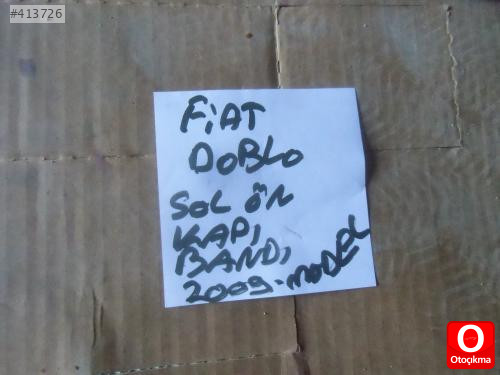 #413726
FiAT
DOBLO
SOL ÖN
KAPI
BANDI
2009-MODEL
O
Otoçıkma